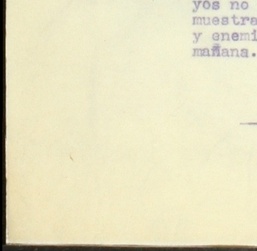 yos no
muestra
y enemi
mañana.